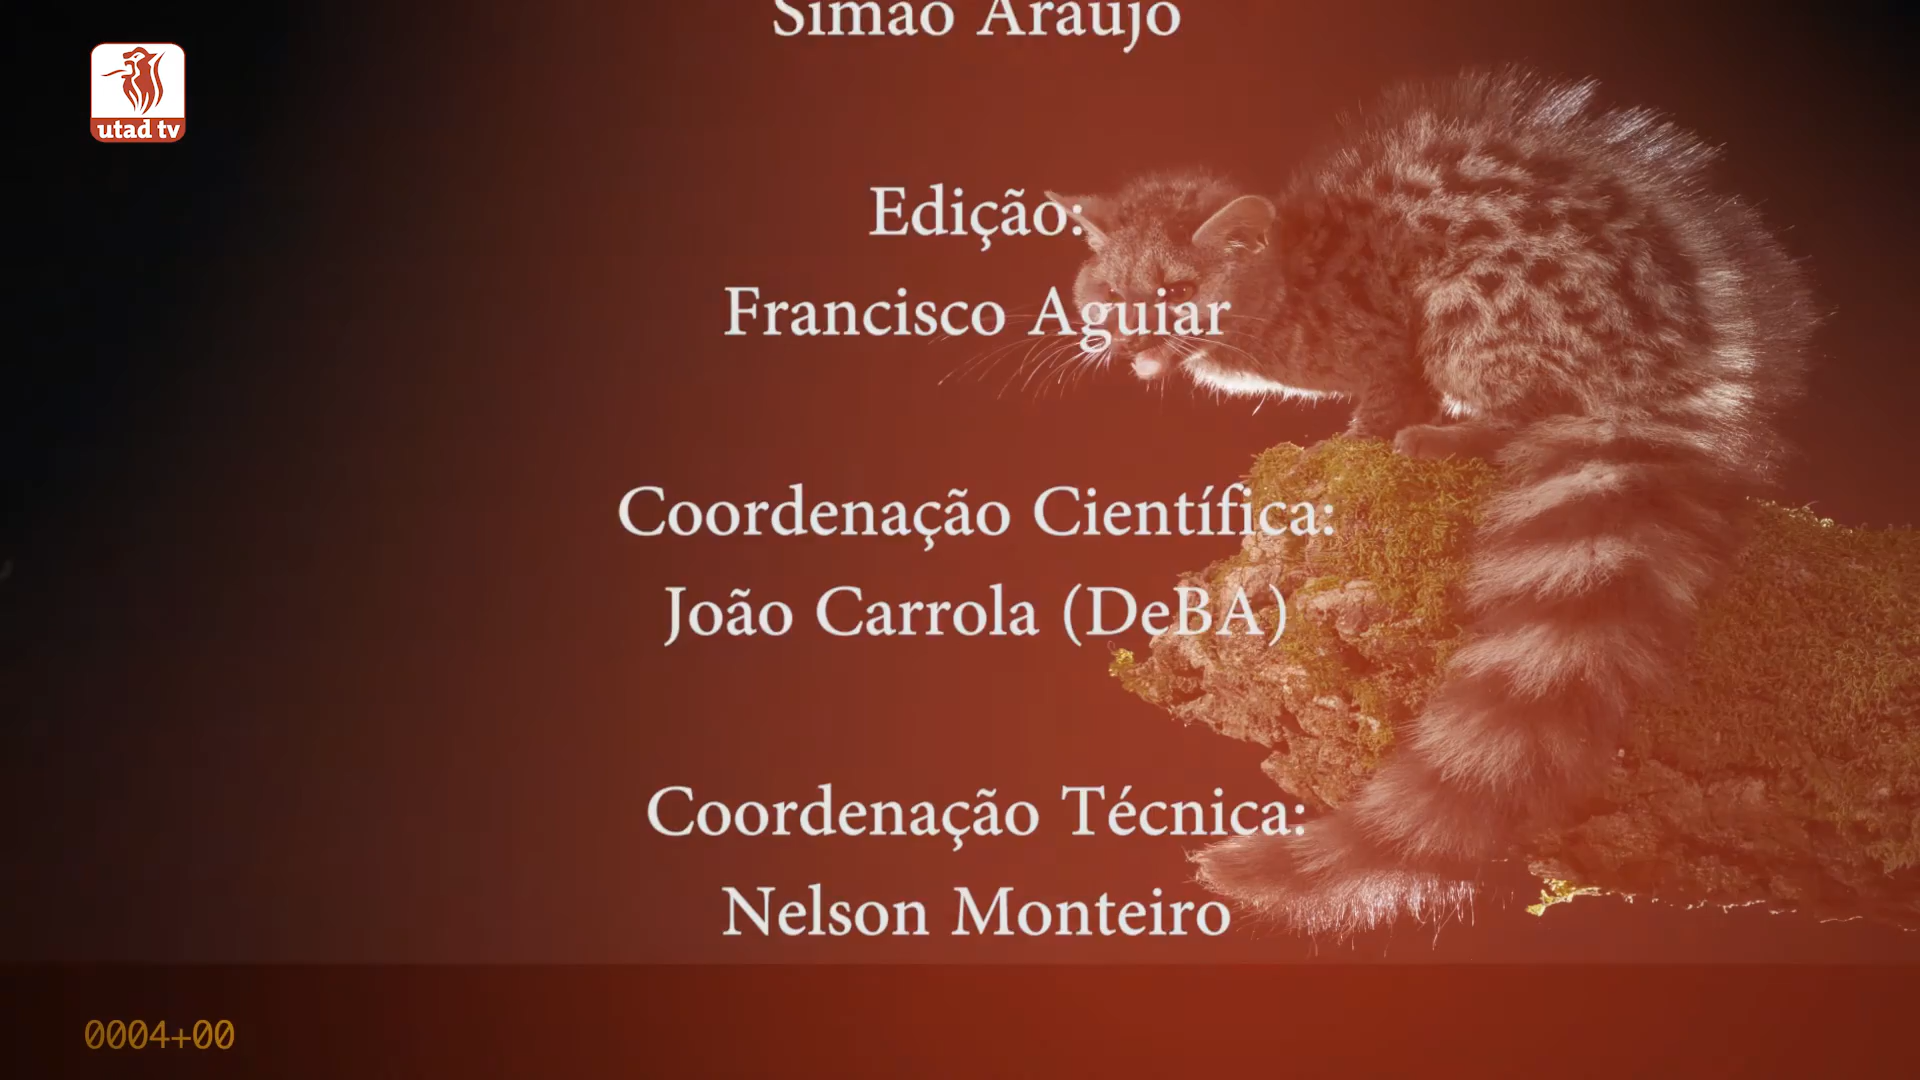 Simão Araújo
utad tv
Edição:
Francisco Aguiar
Coordenação Científica:
João Carrola (DeBA)
Coordenação Técnica:
Nelson Monteiro
0004+00